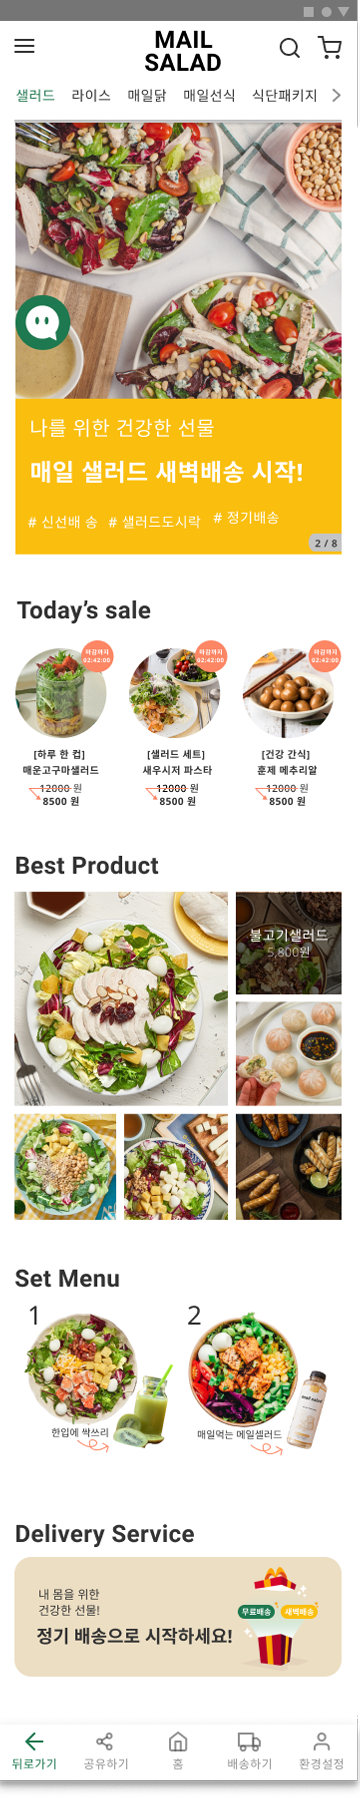 MAIL
SALAD
샐러드 라이스 매일닭 매일선식 식단패키지
나를 위한 건강한 선물
매일 샐러드 새벽배송 시작!
# 신선배 송 # 샐러드도시락 # 정기배송
2 / 8
Today's sale
마감까지 마감까지 마감까지
02:42:00 02:42:00 02:42:00
[하루 한 컵] [샐러드 세트] [건강 간식]
매운고구마샐러드 새우시저 파스타 훈제 메추리알
12000 원 12000 원 12000 원
8500 원 8500 원 8500 원
Best Product
불고기샐러드
5,800원
Set Menu
1 2
한입에 싹쓰리 매일먹는 메일샐러드
mail salad
Delivery Service
내 몸을 위한
건강한 선물!
정기 배송으로 시작하세요!
무료배송 새벽배송
뒤로가기 공유하기 홈 배송하기 환경설정